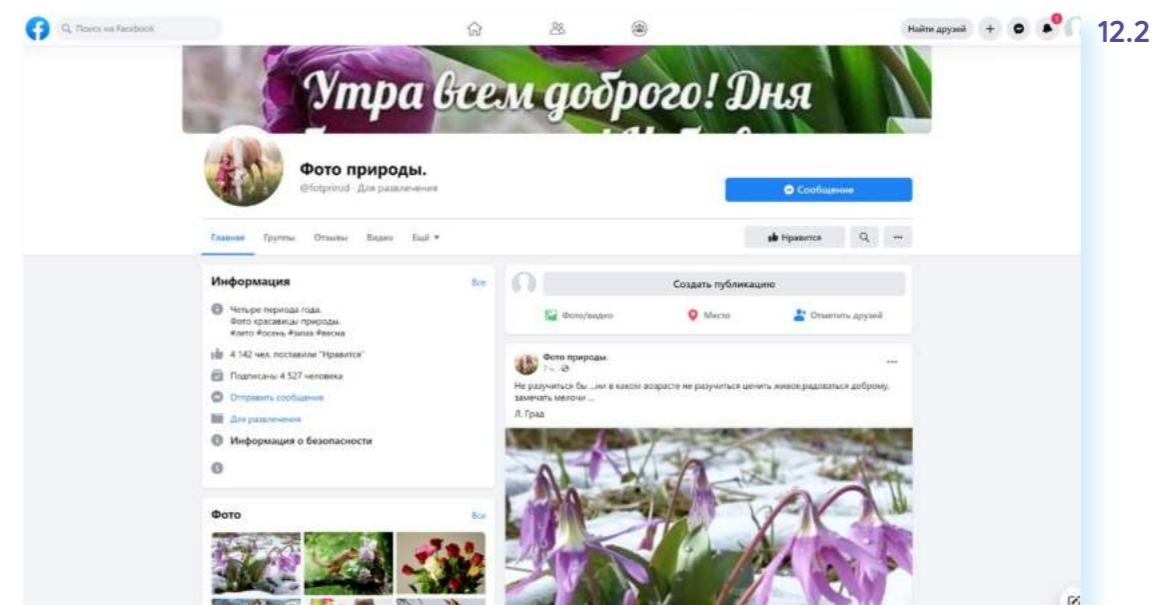 12.2
Поиск на Facebook
Найти друзей
1
Утра всем доброго! Дня
Фото природы.
@fotprirod · Для развлечения
Сообщение
Главная Группы Отзывы Видео Ещё
Нравится
Информация
Все
Четыре периода года.
Фото красавицы природы.
#лето #осень #зима #весна
4 142 чел. поставили "Нравится"
Подписаны 4 527 человека
Отправить сообщение
Для развлечения
Информация о безопасности
Фото
Все
Создать публикацию
Фото/видео
Место
Отметить друзей
Фото природы.
Не разучиться бы ...ни в каком возрасте не разучиться ценить живое,радоваться доброму,
замечать мелочи ...
Л. Град